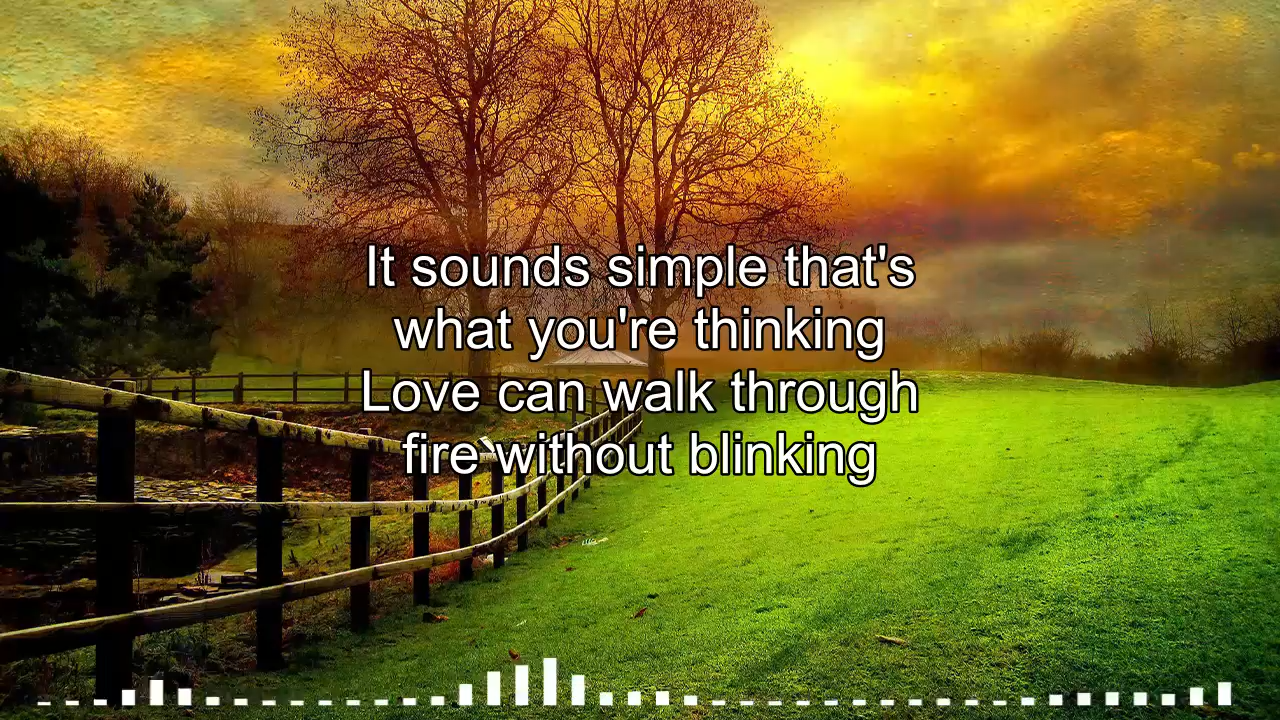 It sounds simple that's
what you're thinking
Love can walk through
fire without blinking